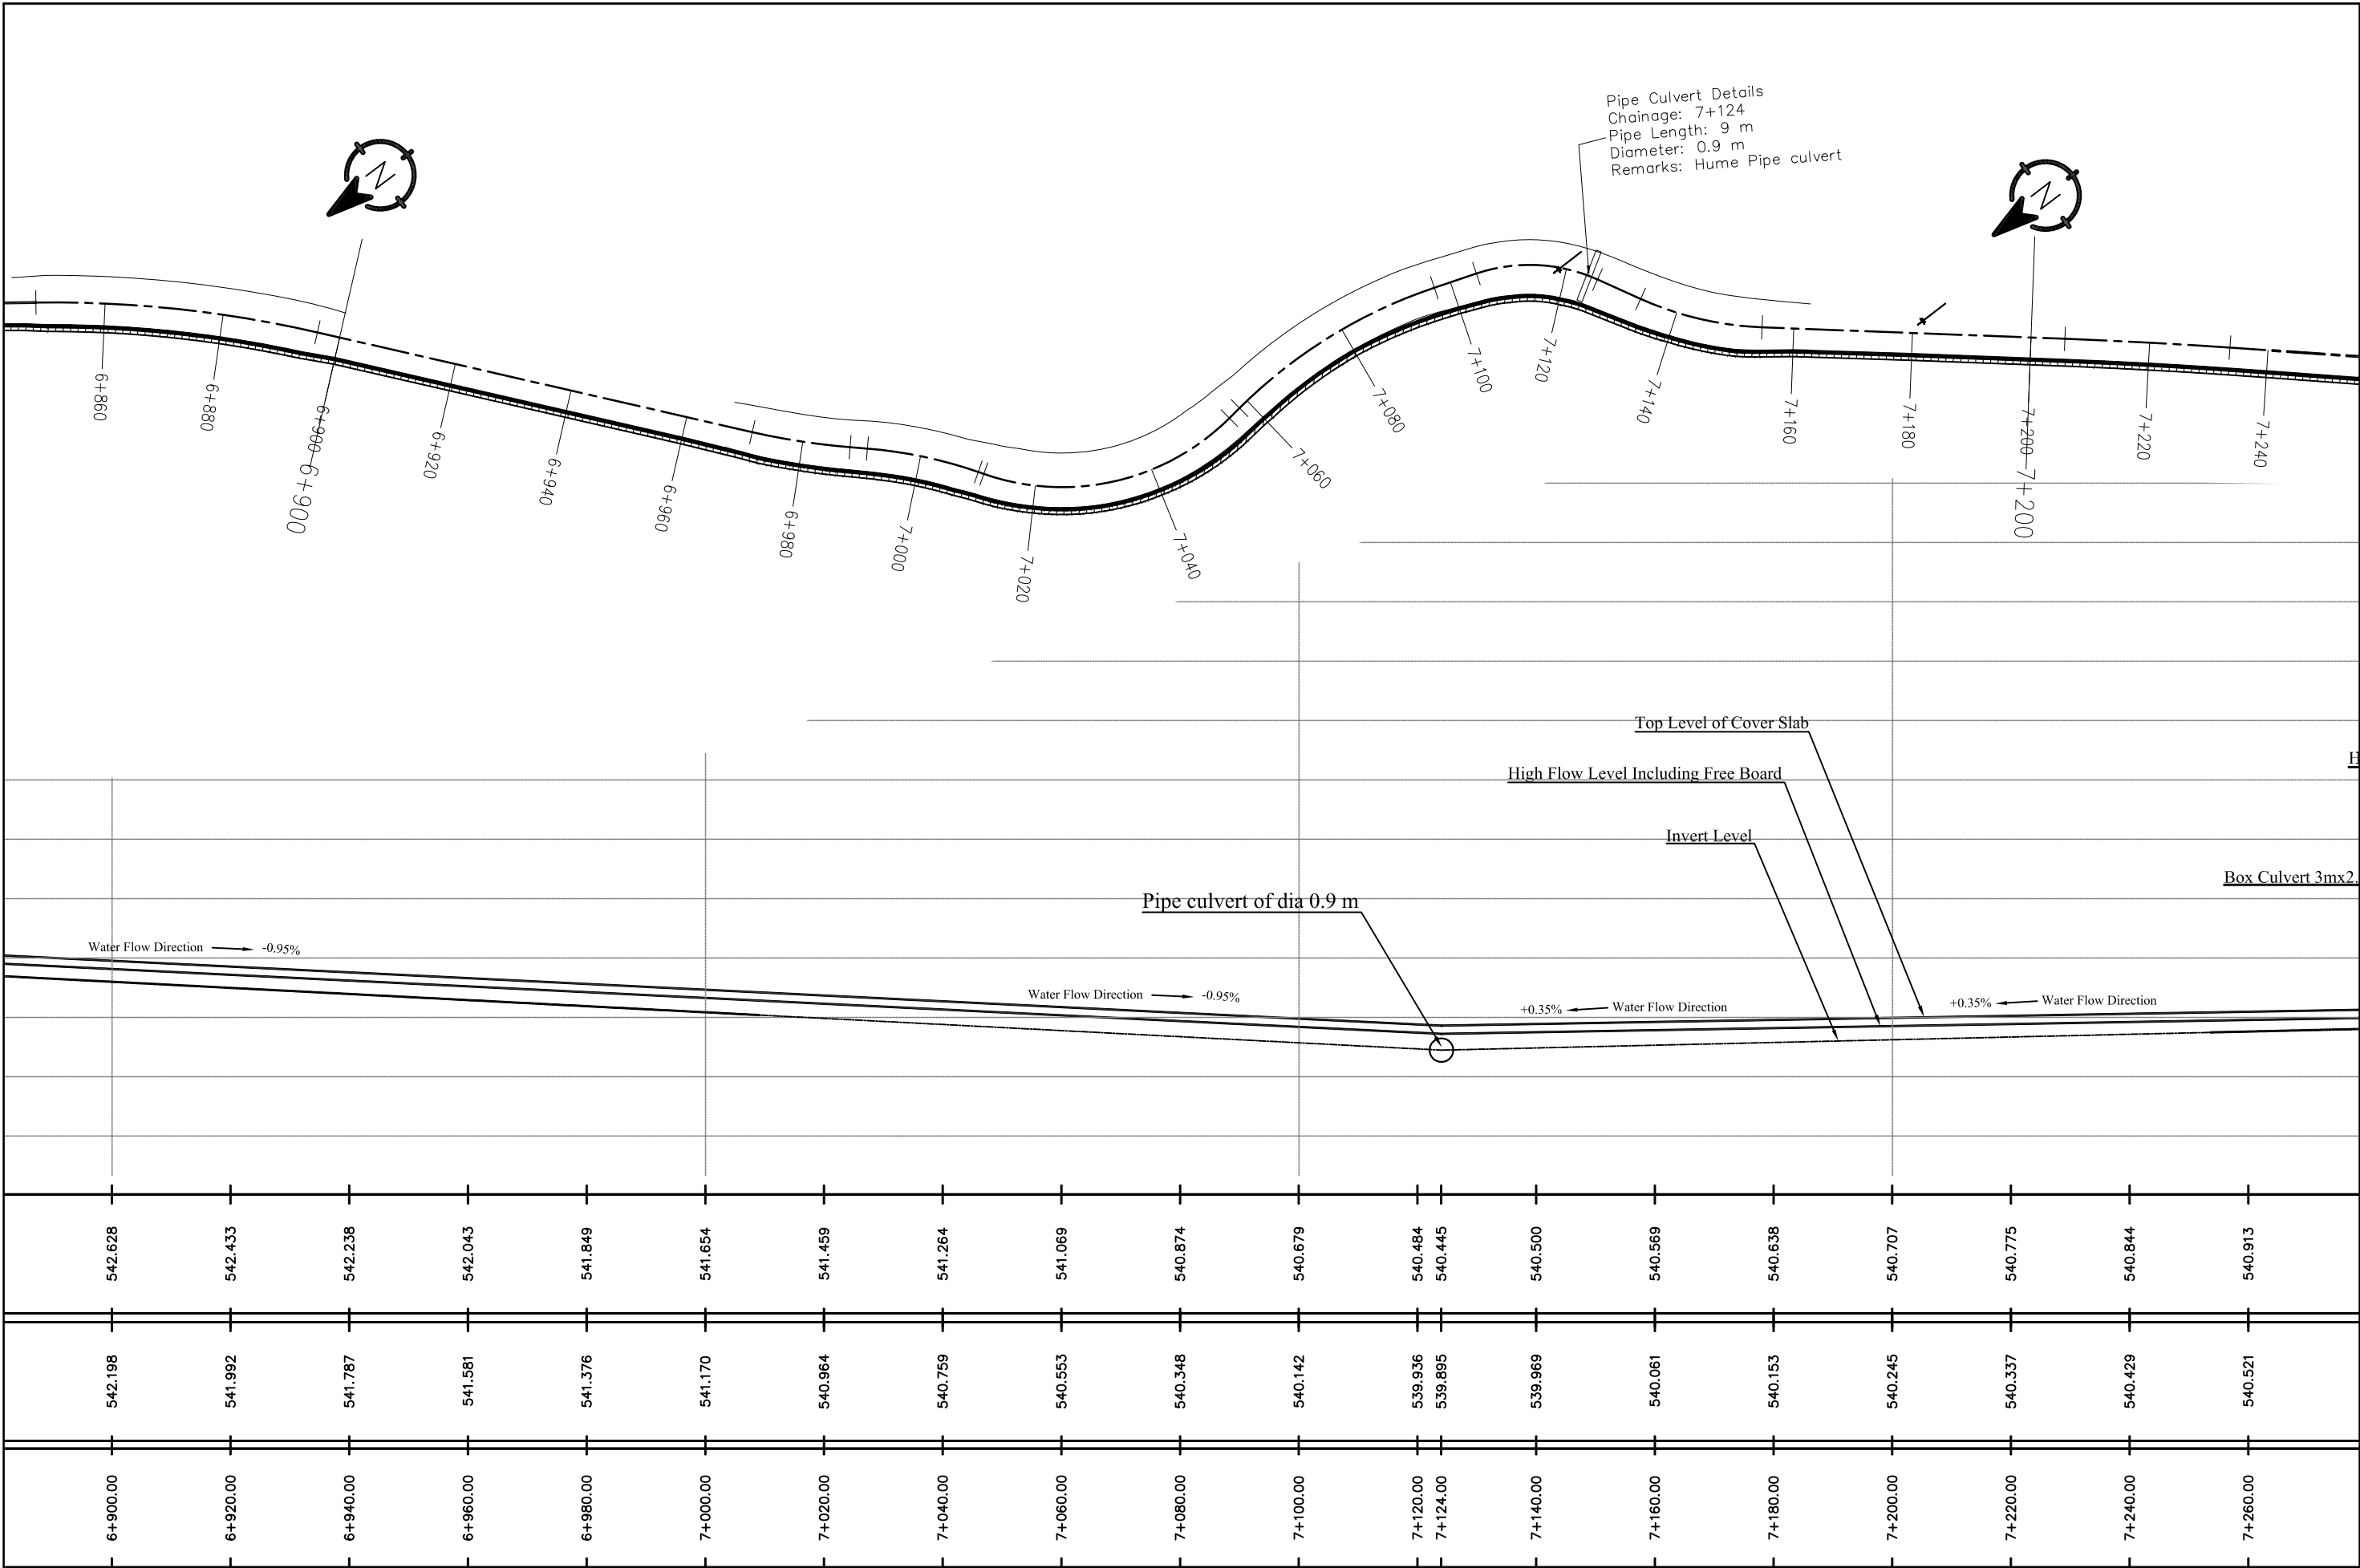 Pipe Culvert Details
Chainage: 7+124
Pipe Length: 9 m
Diameter: 0.9 m
Remarks: Hume Pipe culvert
N
N
6+860
6+880
6+900
6+900
6+920
6+940
6+960
6+980
7+000
7+020
7+040
7+060
7+080
7+100
7+120
7+140
7+160
7+180
7+200
7+200
7+220
7+240
Top Level of Cover Slab
H
High Flow Level Including Free Board
Invert Level
Box Culvert 3mx2.
Pipe culvert of dia 0.9 m
Water Flow Direction -0.95%
Water Flow Direction -0.95%
+0.35% Water Flow Direction
+0.35% Water Flow Direction
542.628 542.433 542.238 542.043 541.849 541.654 541.459 541.264 541.069 540.874 540.679 540.484 540.445 540.500 540.569 540.638 540.707 540.775 540.844 540.913
542.198 541.992 541.787 541.581 541.376 541.170 540.964 540.759 540.553 540.348 540.142 539.936 539.895 539.969 540.061 540.153 540.245 540.337 540.429 540.521
6+900.00 6+920.00 6+940.00 6+960.00 6+980.00 7+000.00 7+020.00 7+040.00 7+060.00 7+080.00 7+100.00 7+120.00 7+124.00 7+140.00 7+160.00 7+180.00 7+200.00 7+220.00 7+240.00 7+260.00